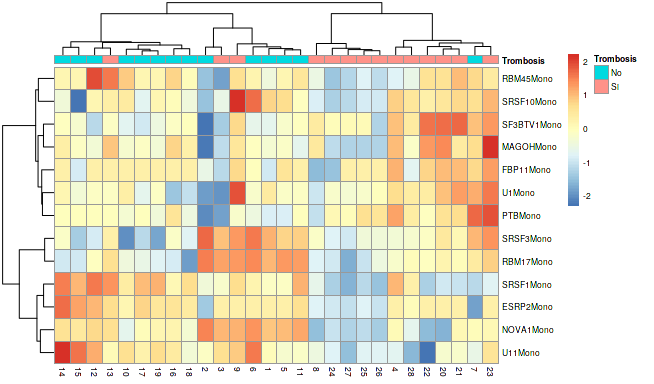 Trombosis
RBM45Mono
SRSF10Mono
SF3BTV1Mono
MAGOHMono
FBP11Mono
U1Mono
PTBMono
SRSF3Mono
RBM17Mono
SRSF1Mono
ESRP2Mono
NOVA1Mono
U11Mono
14 15 12 13 10 17 19 16 18 2 3 9 6 1 5 11 8 24 27 25 26 4 28 22 20 21 7 23
2
1
0
-1
-2
Trombosis
No
SI